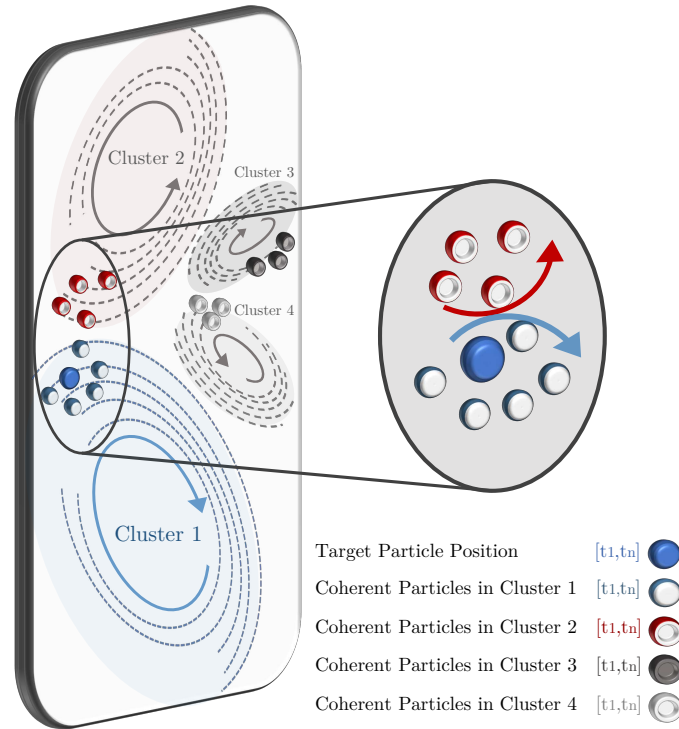 Cluster 2
Cluster 3
Cluster 4
Cluster 1
Target Particle Position [t1,tn]
Coherent Particles in Cluster 1 [t1,tn]
Coherent Particles in Cluster 2 [t1,tn]
Coherent Particles in Cluster 3 [t1,tn]
Coherent Particles in Cluster 4 [t1,tn]